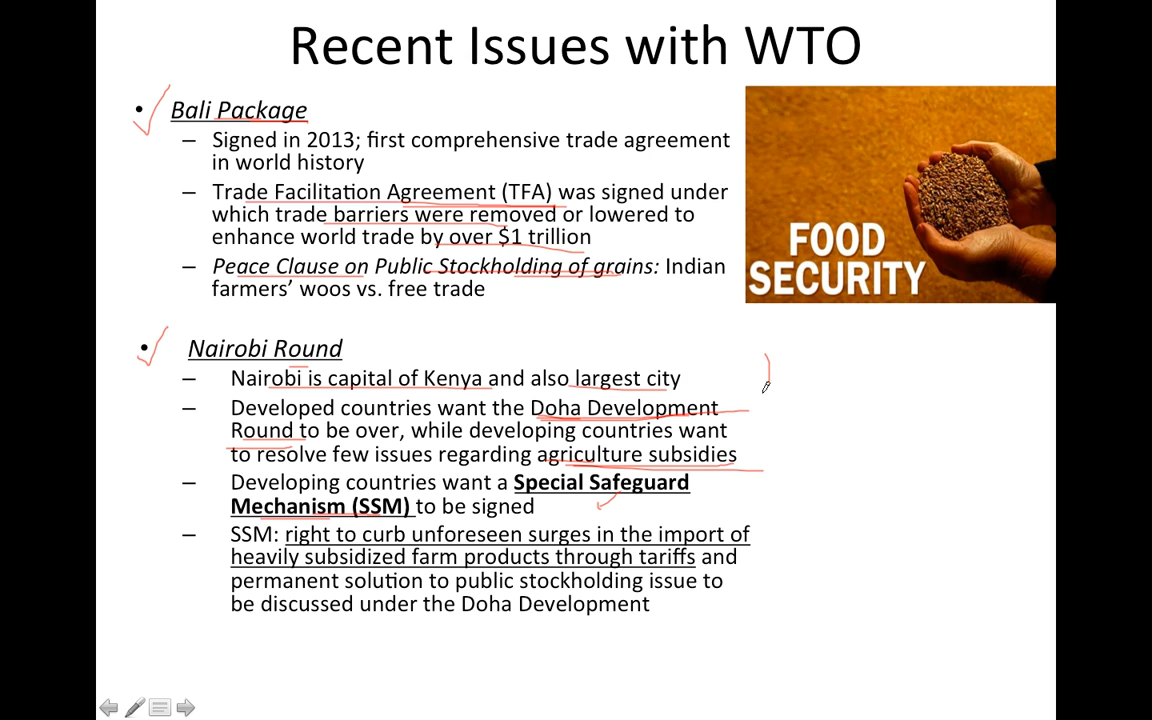 Recent Issues with WTO
• Bali Package
– Signed in 2013; first comprehensive trade agreement
in world history
– Trade Facilitation Agreement (TFA) was signed under
which trade barriers were removed or lowered to
enhance world trade by over $1 trillion
– Peace Clause on Public Stockholding of grains: Indian
farmers' woos vs. free trade
FOOD
SECURITY
• Nairobi Round
– Nairobi is capital of Kenya and also largest city
– Developed countries want the Doha Development
Round to be over, while developing countries want
to resolve few issues regarding agriculture subsidies
– Developing countries want a Special Safeguard
Mechanism (SSM) to be signed
– SSM: right to curb unforeseen surges in the import of
heavily subsidized farm products through tariffs and
permanent solution to public stockholding issue to
be discussed under the Doha Development